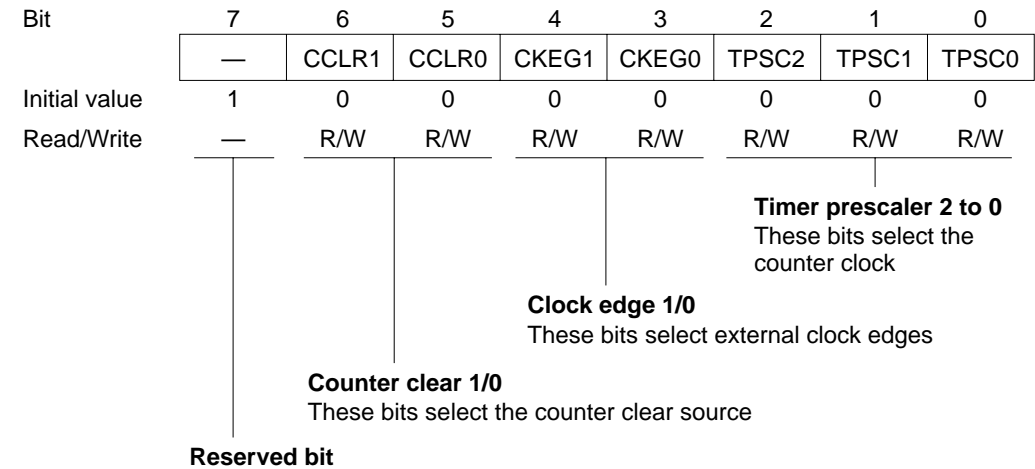 Bit 7 6 5 4 3 2 1 0
— CCLR1 CCLR0 CKEG1 CKEG0 TPSC2 TPSC1 TPSC0
Initial value 1 0 0 0 0 0 0 0
Read/Write — R/W R/W R/W R/W R/W R/W R/W
Timer prescaler 2 to 0
These bits select the
counter clock
Clock edge 1/0
These bits select external clock edges
Counter clear 1/0
These bits select the counter clear source
Reserved bit